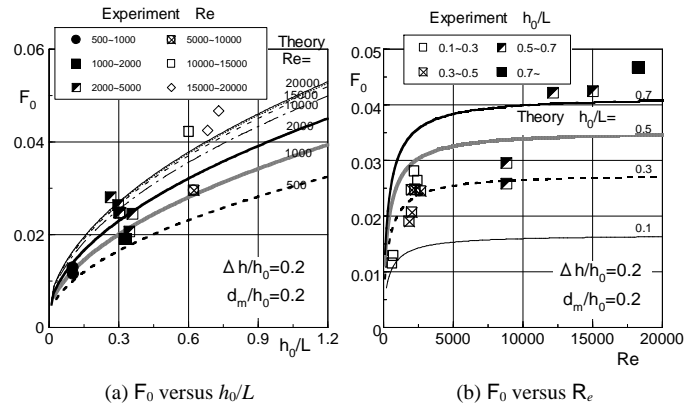 Experiment Re
500~1000
1000~2000
2000~5000
5000~10000
10000~15000
15000~20000
Theory
Re=
20000
15000
10000
2000
1000
500
0.06
F0
0.04
0.02
0
0 0.3 0.6 0.9 1.2
h0/L
Δh/h0=0.2
dm/h0=0.2
(a) F0 versus h0/L
Experiment h0/L
0.1~0.3
0.3~0.5
0.5~0.7
0.7~
0.05
F0
0.04
0.03
0.02
0.01
0.00
0.7
Theory h0/L=
0.5
0.3
0.1
Δh/h0=0.2
dm/h0=0.2
0 5000 10000 15000 20000
Re
(b) F0 versus Re